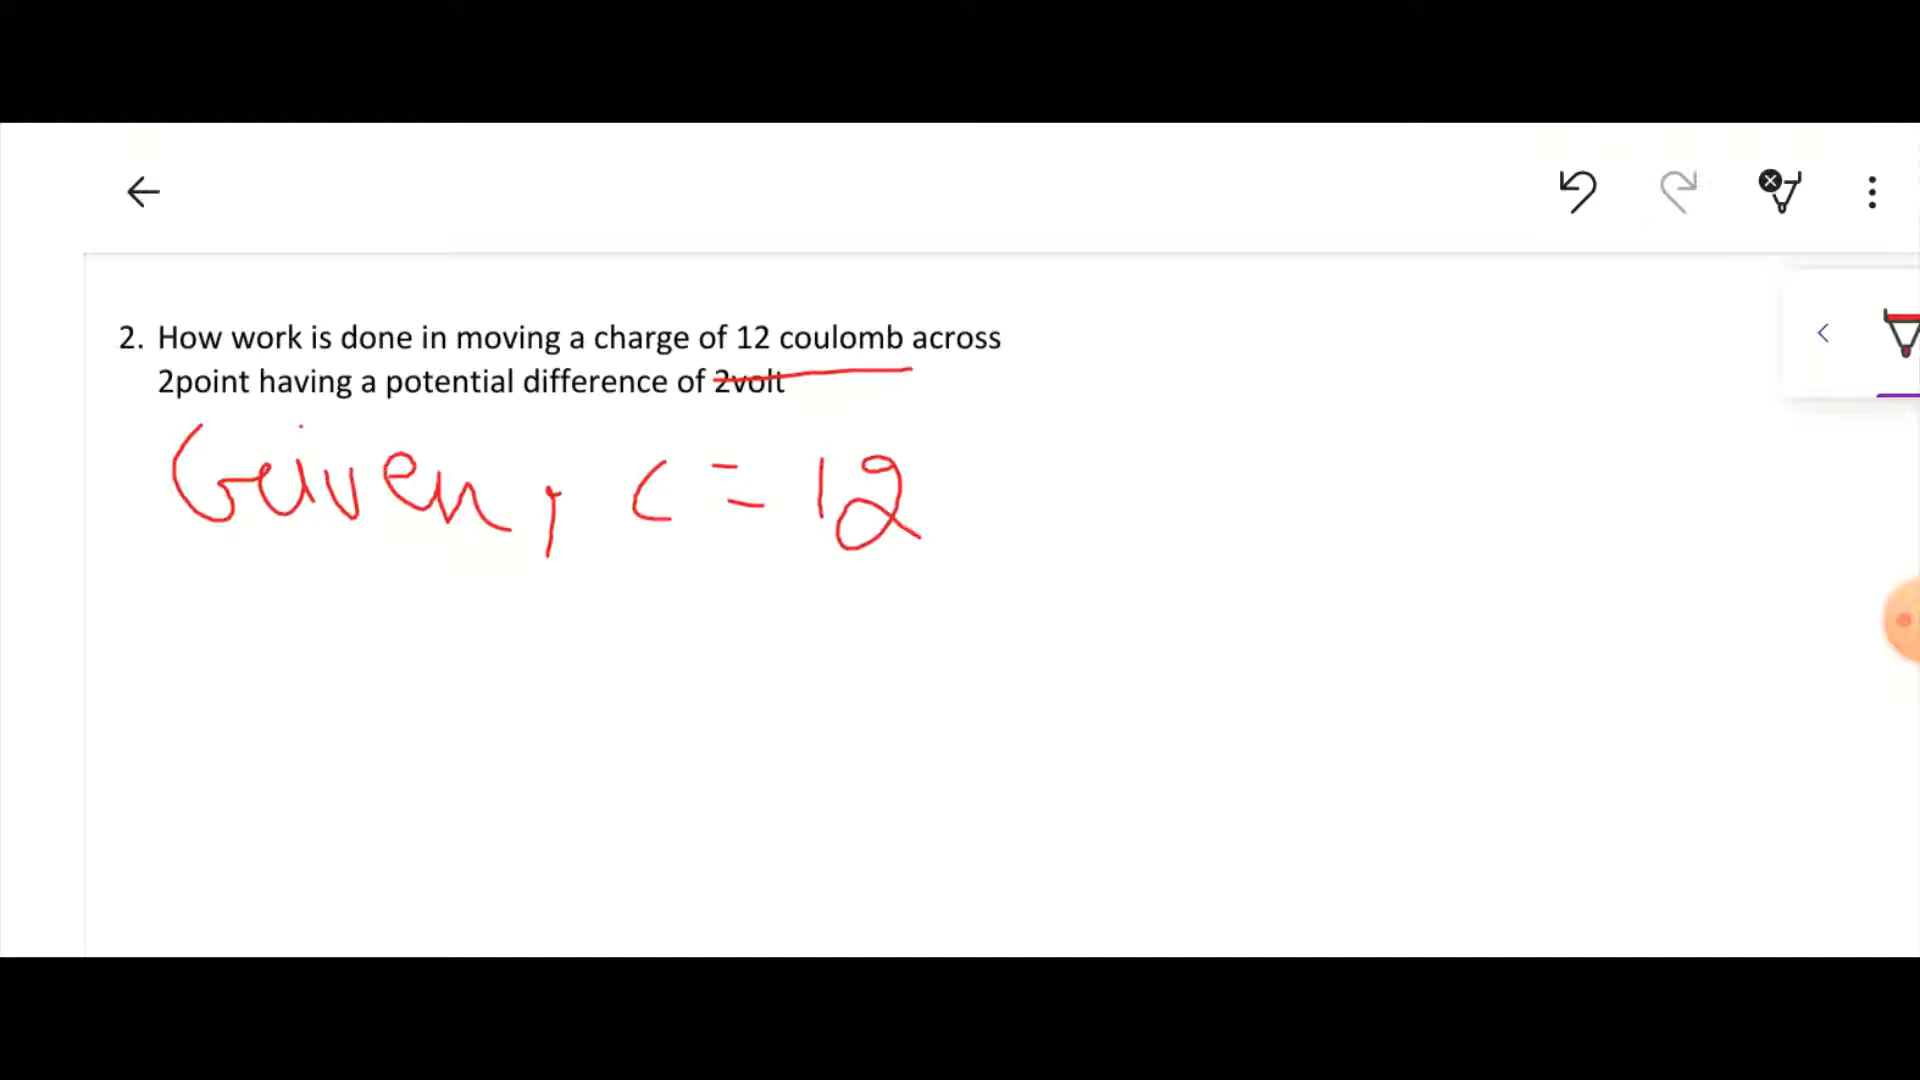 2. How work is done in moving a charge of 12 coulomb across
2point having a potential difference of 2volt
Given, c = 12